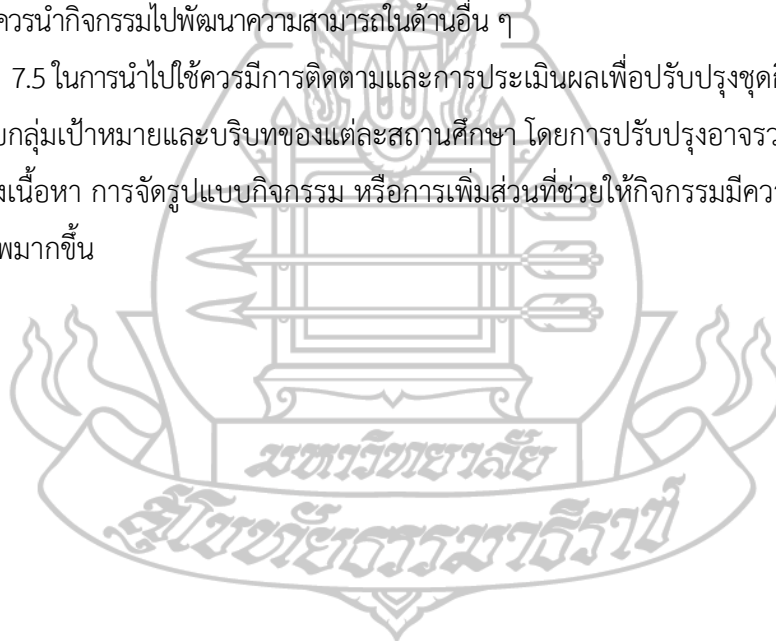 ควรนำกิจกรรมไปพัฒนาความสามารถในด้านอื่น ๆ
7.5 ในการนำไปใช้ควรมีการติดตามและการประเมินผลเพื่อปรับปรุงชุดกิ
บกลุ่มเป้าหมายและบริบทของแต่ละสถานศึกษา โดยการปรับปรุงอาจรว
งเนื้อหา การจัดรูปแบบกิจกรรม หรือการเพิ่มส่วนที่ช่วยให้กิจกรรมมีคว
พมากขึ้น
มหาวิทยาลัย
สุโขทัยธรรมาธิราช